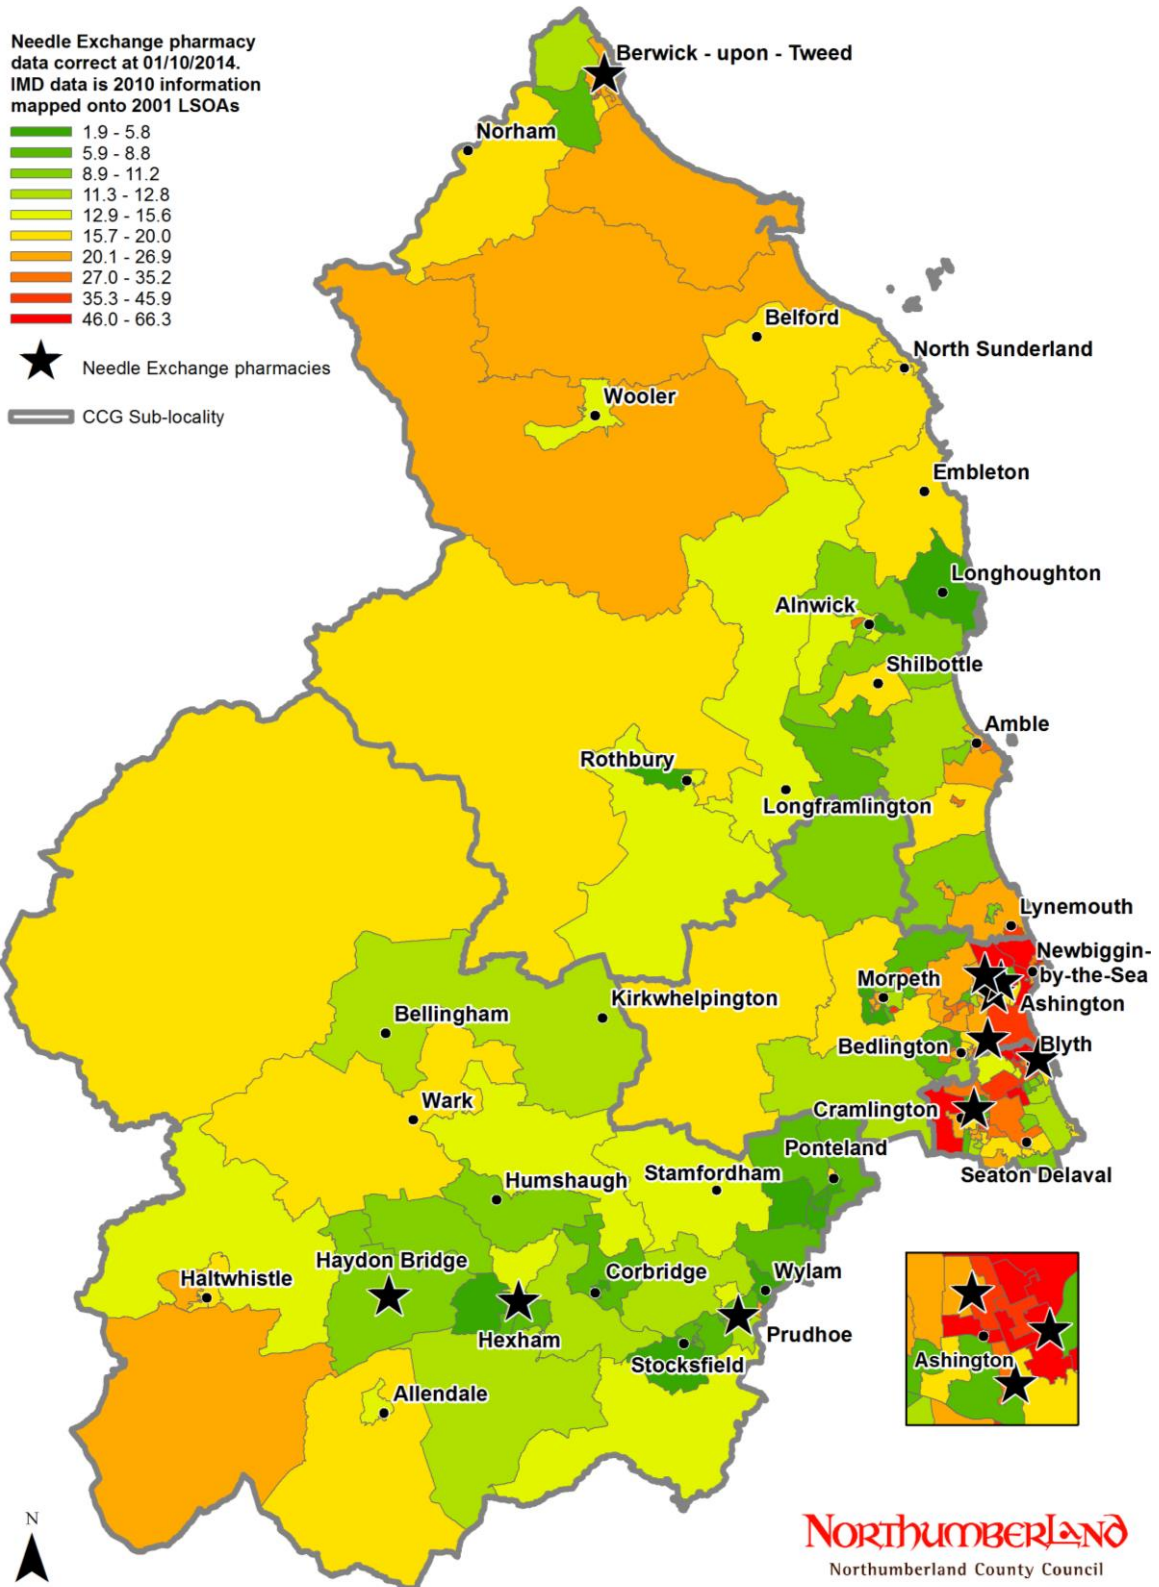 Needle Exchange pharmacy
data correct at 01/10/2014.
IMD data is 2010 information
mapped onto 2001 LSOAs
1.9 - 5.8
5.9 - 8.8
8.9 - 11.2
11.3 - 12.8
12.9 - 15.6
15.7 - 20.0
20.1 - 26.9
27.0 - 35.2
35.3 - 45.9
46.0 - 66.3
Needle Exchange pharmacies
CCG Sub-locality
Berwick - upon - Tweed
Norham
Belford
North Sunderland
Wooler
Embleton
Longhoughton
Alnwick
Shilbottle
Amble
Rothbury
Longframlington
Lynemouth
Newbiggin-
by-the-Sea
Morpeth
Ashington
Kirkwhelpington
Bellingham
Bedlington
Blyth
Wark
Cramlington
Ponteland
Seaton Delaval
Stamfordham
Humshaugh
Haydon Bridge
Corbridge
Wylam
Haltwhistle
Prudhoe
Hexham
Stocksfield
Ashington
Allendale
N
Northumberland
Northumberland County Council